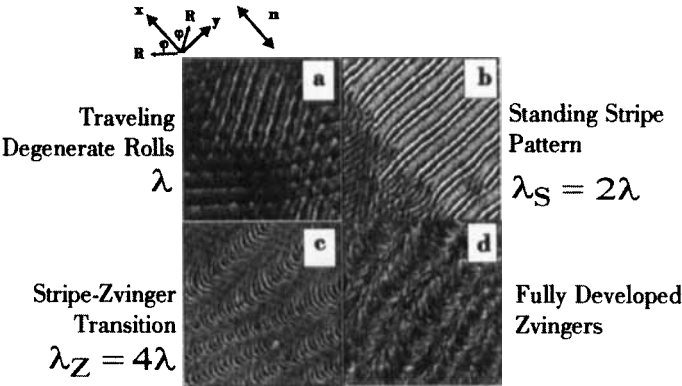 x
R
y
n
φ
φ
R
a
b
Traveling
Degenerate Rolls
λ
Standing Stripe
Pattern
λS = 2λ
c
d
Stripe-Zvinger
Transition
λZ = 4λ
Fully Developed
Zvingers